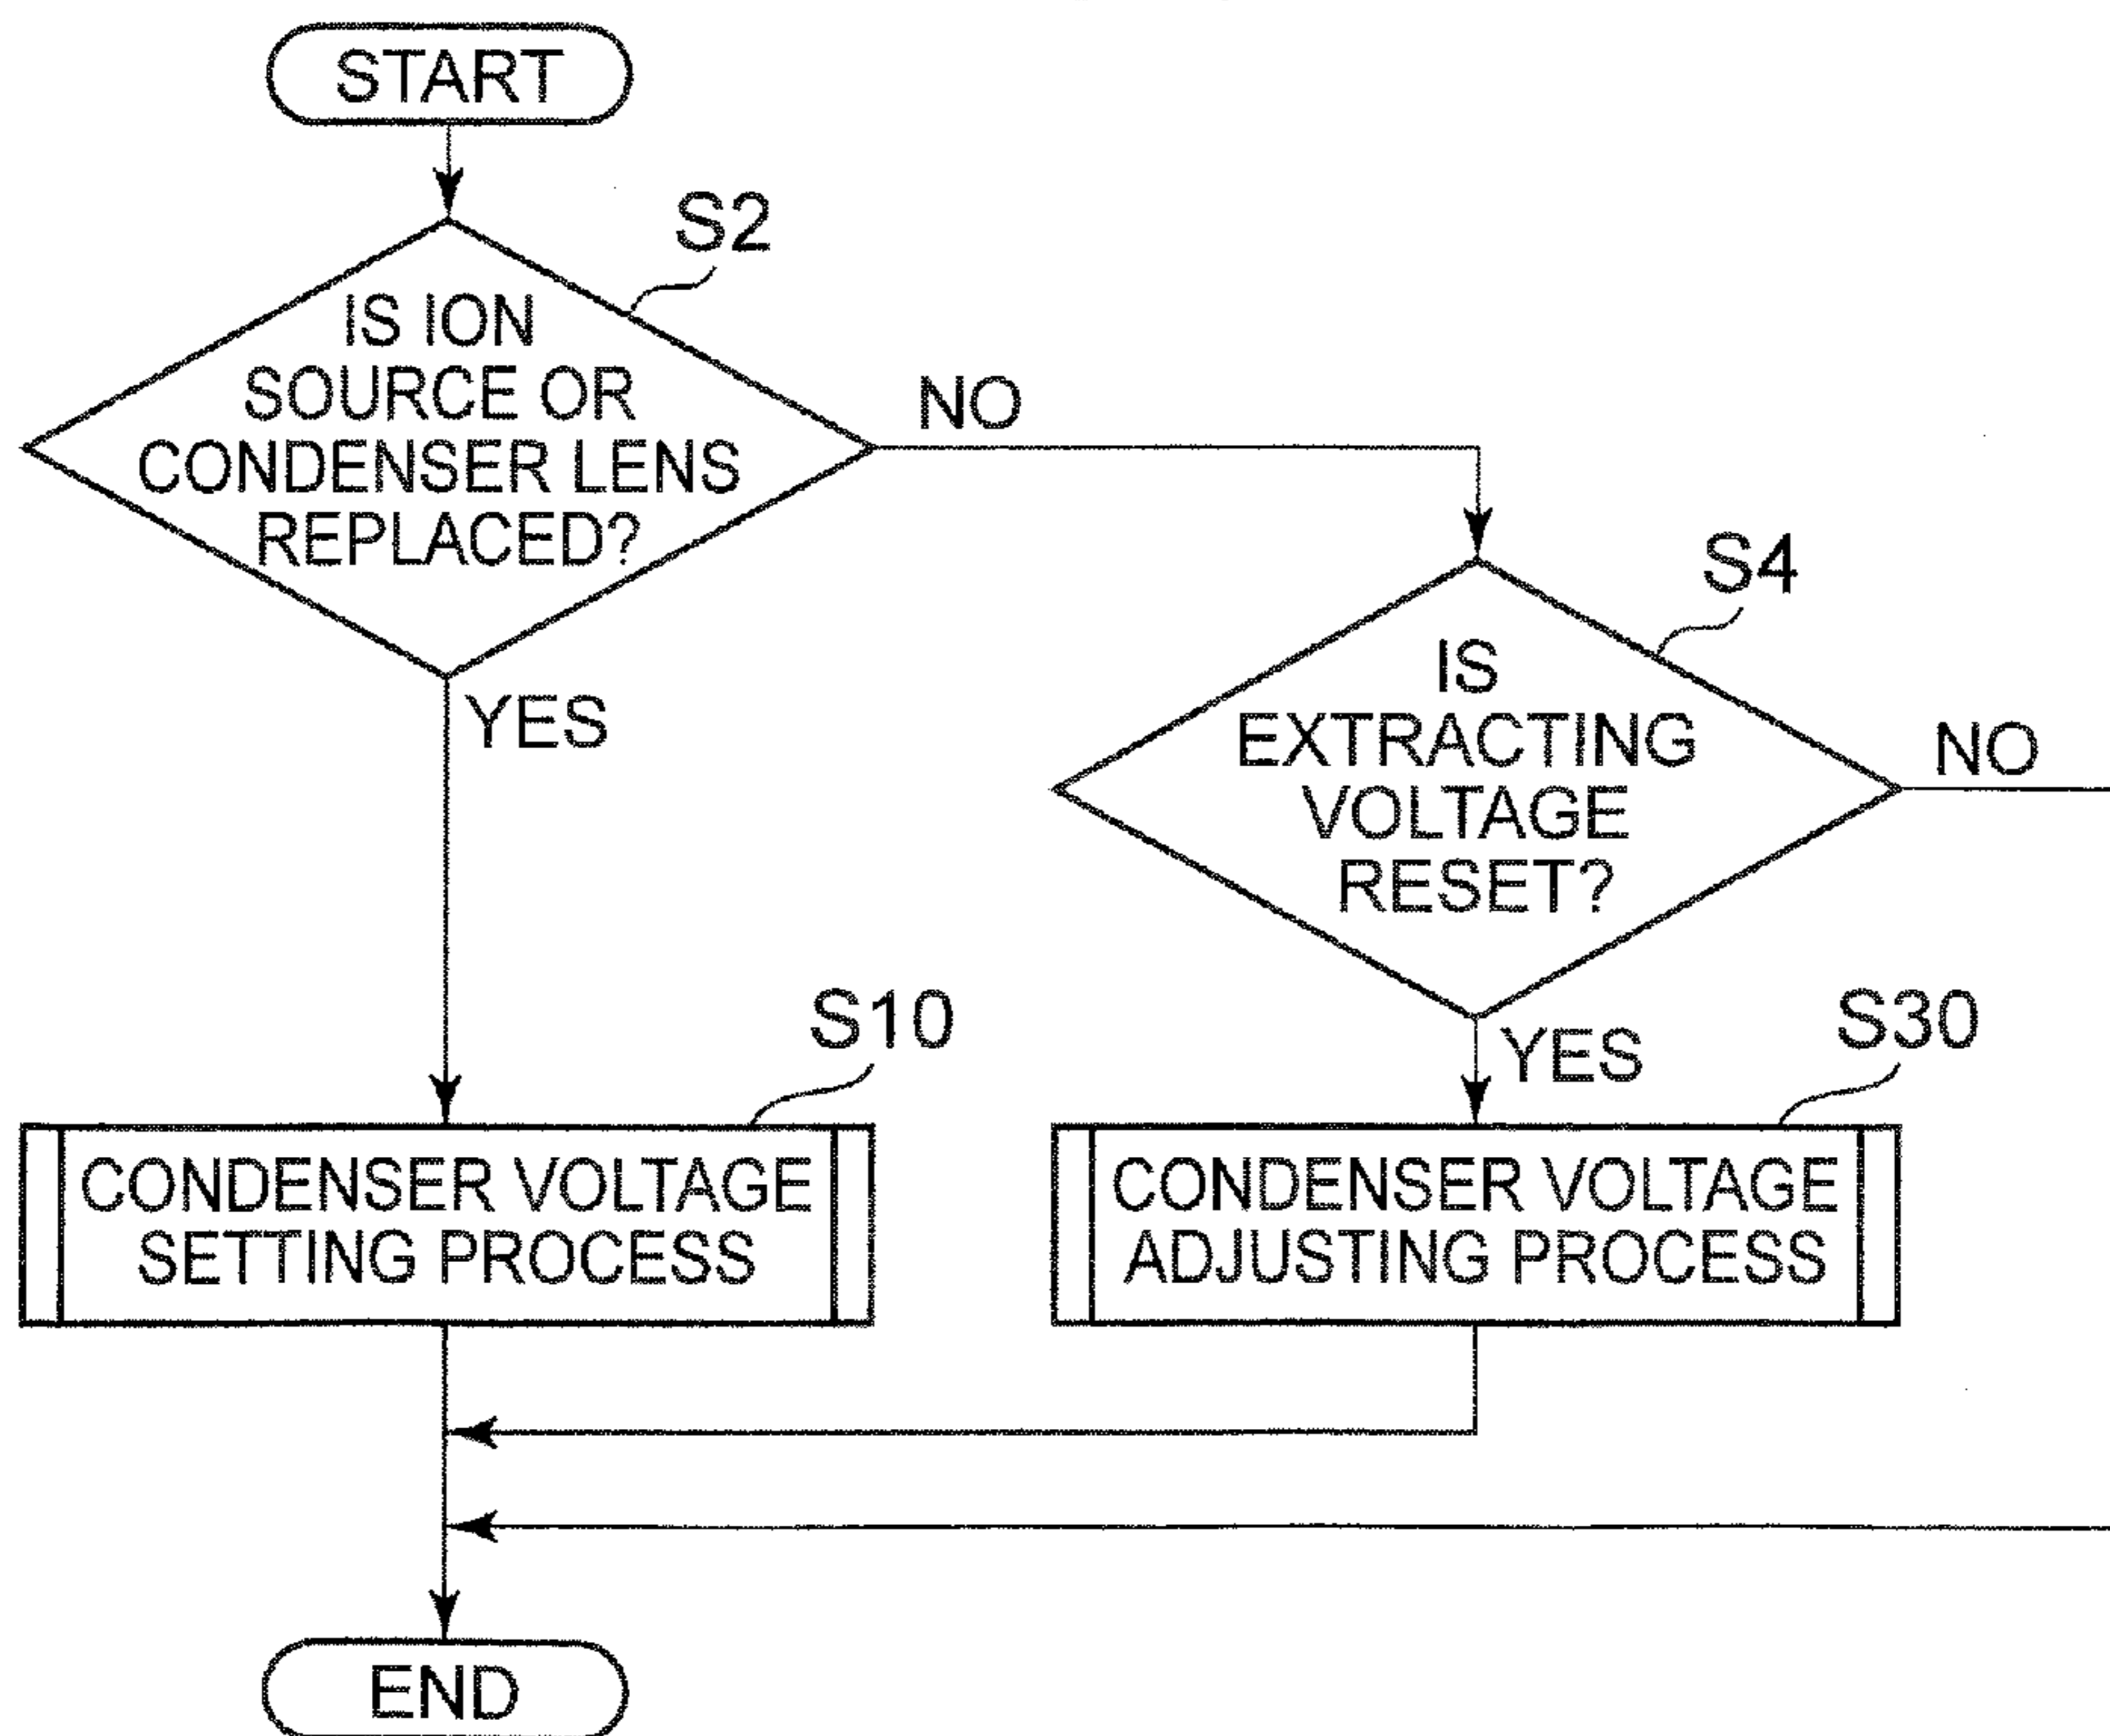 START
S2
IS ION
SOURCE OR
CONDENSER LENS
REPLACED?
NO
YES
S4
IS
EXTRACTING
VOLTAGE
RESET?
NO
YES
S10
CONDENSER VOLTAGE
SETTING PROCESS
S30
CONDENSER VOLTAGE
ADJUSTING PROCESS
END